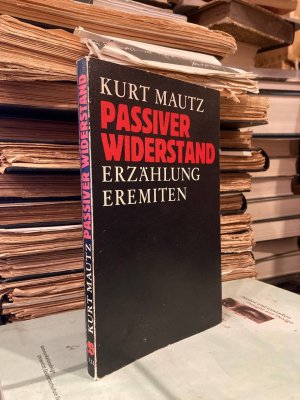 KURT MAUTZ
PASSIVER
WIDERSTAND
ERZÄHLUNG
EREMITEN
KURT MAUTZ PASSIVER WIDERSTAND